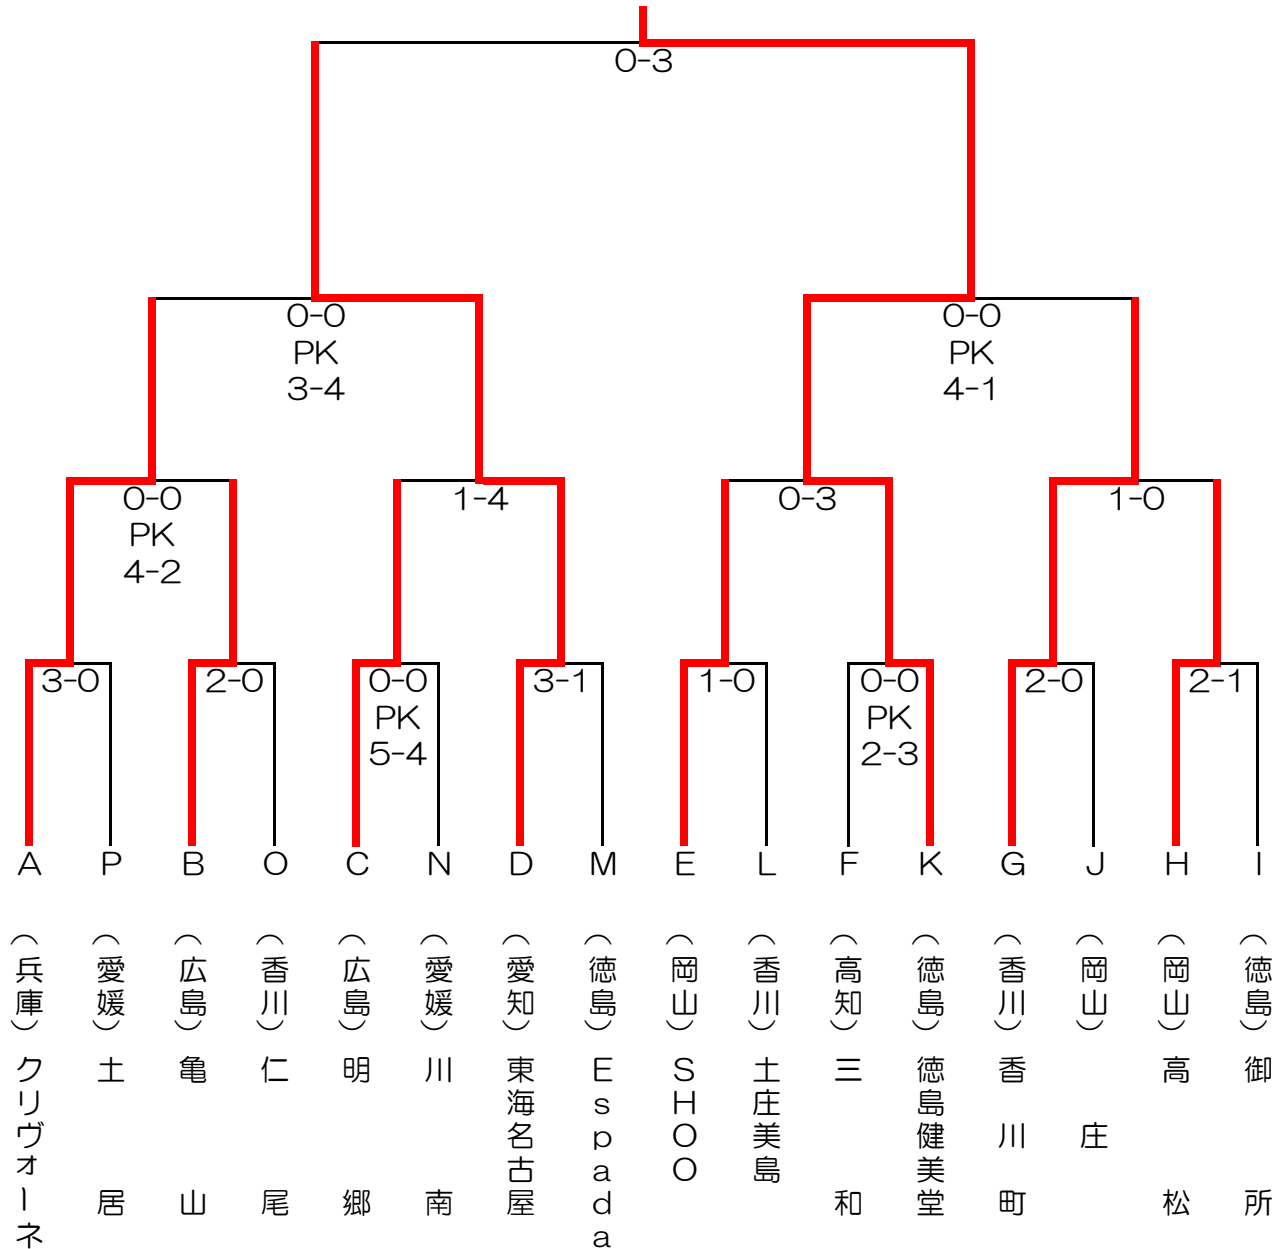 0-3
0-0
PK
3-4
0-0
PK
4-1
0-0
PK
4-2
1-4
0-3
1-0
3-0
2-0
0-0
PK
5-4
3-1
1-0
0-0
PK
2-3
2-0
2-1
A
P
B
O
C
N
D
M
E
L
F
K
G
J
H
I
（兵庫）クリヴォーネ
（愛媛）土居
（広島）亀山
（香川）仁尾
（広島）明郷
（愛媛）川南
（愛知）東海名古屋
（徳島）Espada
（岡山）SHOO
（香川）土庄美島
（高知）三和
（徳島）徳島健美堂
（香川）香川町
（岡山）庄
（岡山）高松
（徳島）御所